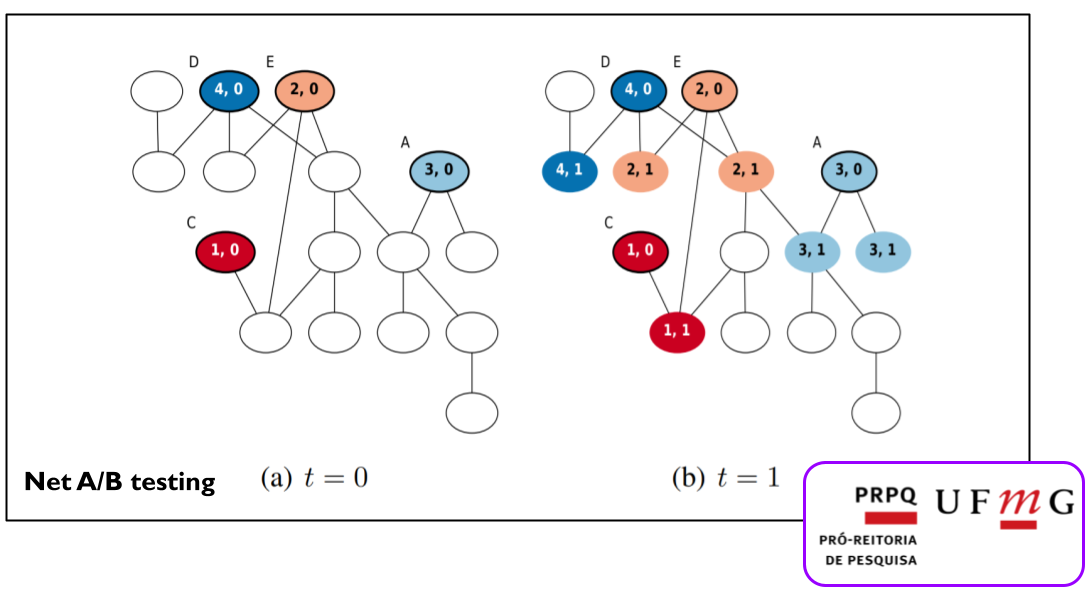 D E
4, 0 2, 0
A
3, 0
C
1, 0
D E
4, 0 2, 0
A
4, 1 2, 1 2, 1 3, 0
C
1, 0 3, 1 3, 1
1, 1
Net A/B testing (a) t = 0 (b) t = 1
PRPQ
PRÓ-REITORIA
DE PESQUISA
UFmG